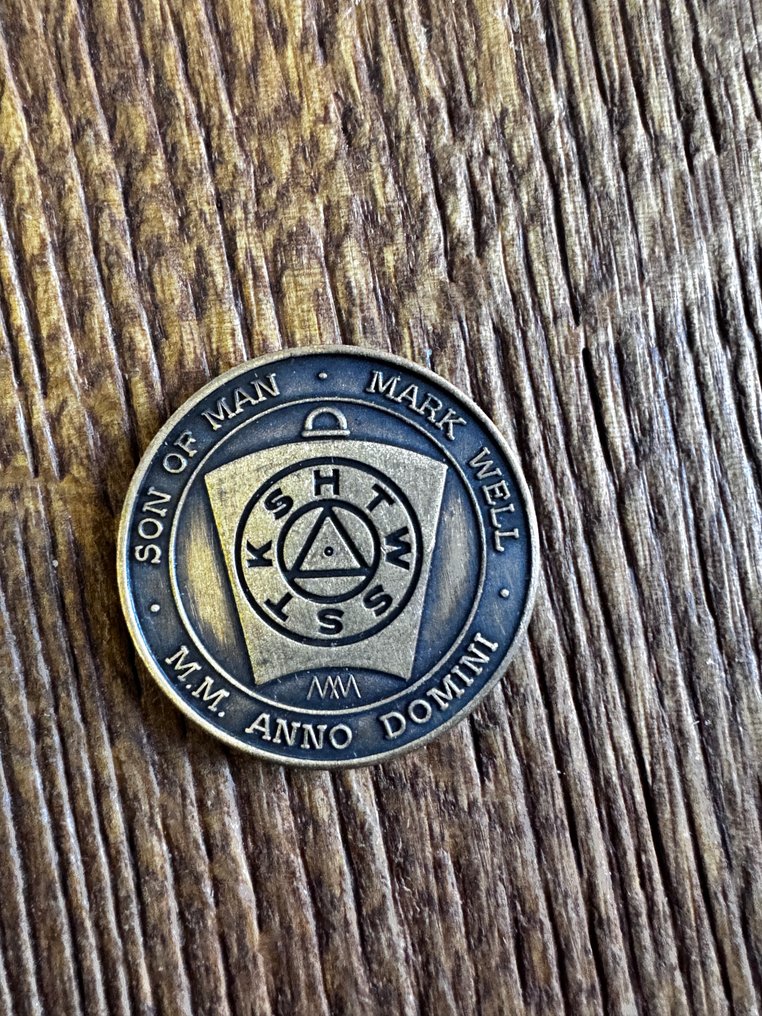 SON OF MAN · MARK WELL
· M.M. ANNO DOMINI ·
HTWSSTKS